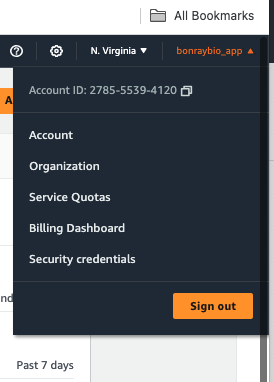 All Bookmarks
N. Virginia ▼ bonraybio_app ▲
Account ID: 2785-5539-4120
A
Account
Organization
Service Quotas
Billing Dashboard
Security credentials
nd
Sign out
Past 7 days